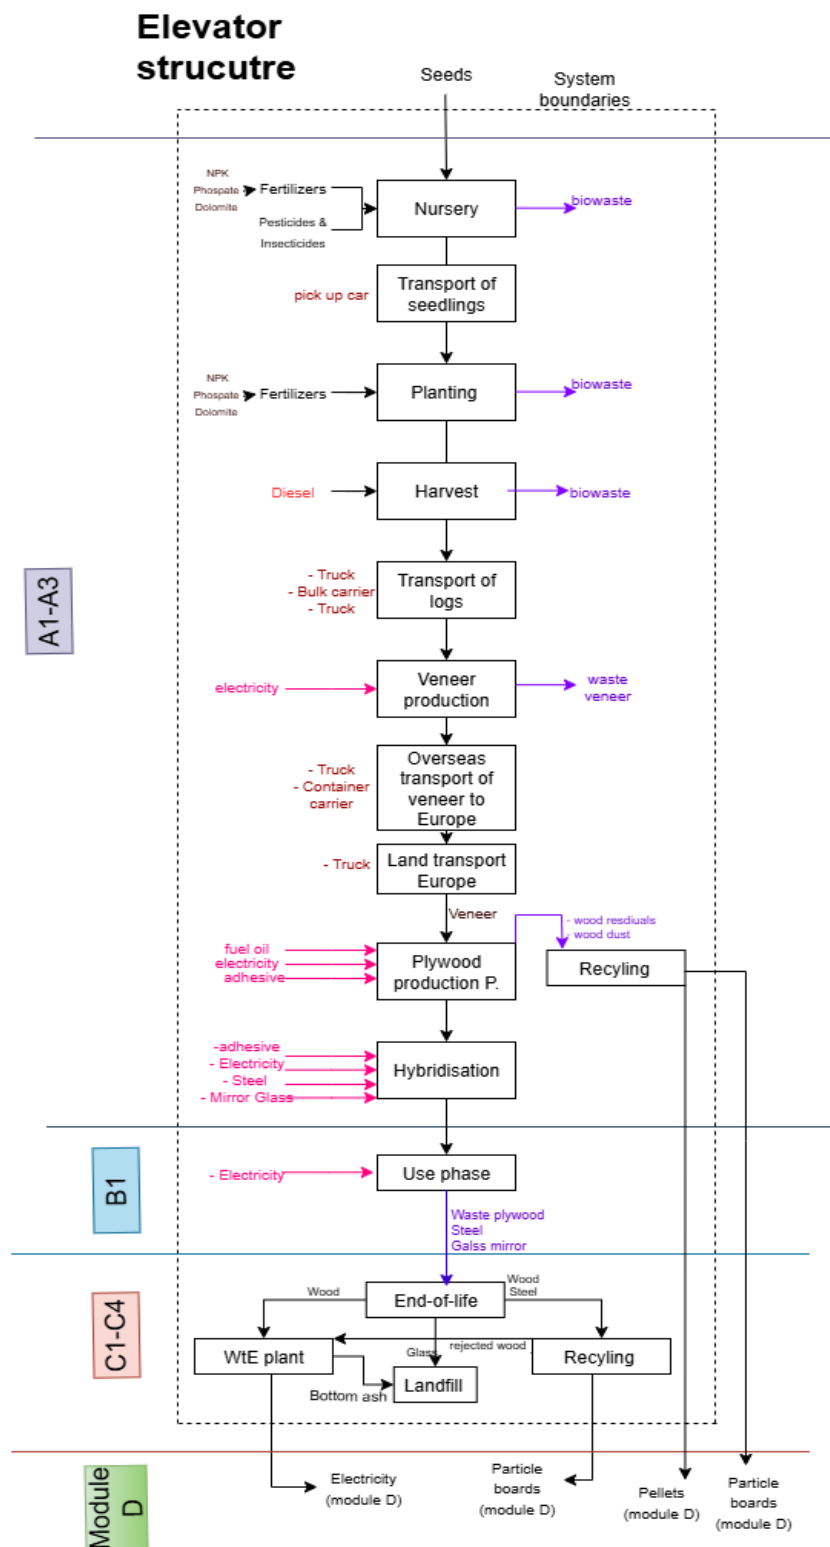 Elevator
strucutre
Seeds
System
boundaries
NPK
Phospate
Dolomite
Fertilizers
Pesticides &
Insecticides
Nursery
biowaste
pick up car
Transport of
seedlings
NPK
Phospate
Dolomite
Fertilizers
Planting
biowaste
Diesel
Harvest
biowaste
A1-A3
- Truck
- Bulk carrier
- Truck
Transport of
logs
electricity
Veneer
production
waste
veneer
- Truck
- Container
carrier
Overseas
transport of
veneer to
Europe
- Truck
Land transport
Europe
Veneer
- wood resdiuals
- wood dust
fuel oil
electricity
adhesive
Plywood
production P.
Recyling
-adhesive
- Electricity
- Steel
- Mirror Glass
Hybridisation
B1
- Electricity
Use phase
Waste plywood
Steel
Galss mirror
C1-C4
Wood
End-of-life
Wood
Steel
WtE plant
Glass
rejected wood
Recyling
Bottom ash
Landfill
Module
D
Electricity
(module D)
Particle
boards
(module D)
Pellets
(module D)
Particle
boards
(module D)